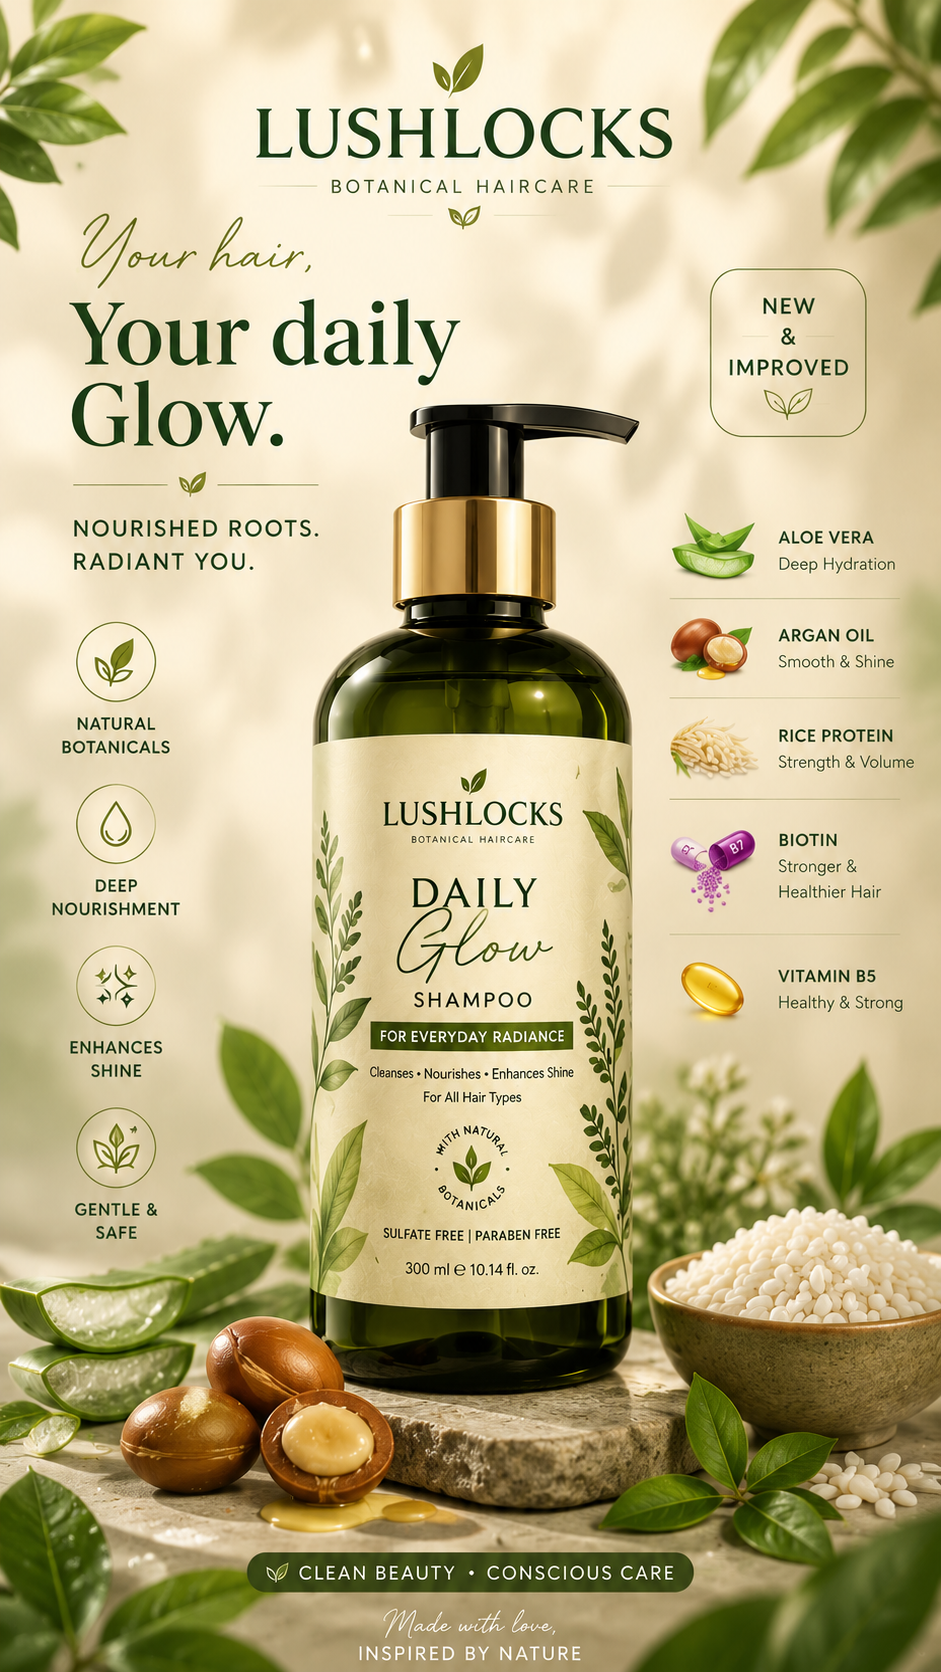 LUSHLOCKS
BOTANICAL HAIRCARE
Your hair,
Your daily
Glow.
NOURISHED ROOTS.
RADIANT YOU.
NEW
&
IMPROVED
NATURAL
BOTANICALS
DEEP
NOURISHMENT
ENHANCES
SHINE
GENTLE &
SAFE
LUSHLOCKS
BOTANICAL HAIRCARE
DAILY
Glow
SHAMPOO
FOR EVERYDAY RADIANCE
Cleanses • Nourishes • Enhances Shine
For All Hair Types
WITH NATURAL
BOTANICALS
SULFATE FREE | PARABEN FREE
300 ml ℮ 10.14 fl. oz.
ALOE VERA
Deep Hydration
ARGAN OIL
Smooth & Shine
RICE PROTEIN
Strength & Volume
B7
BIOTIN
Stronger &
Healthier Hair
VITAMIN B5
Healthy & Strong
CLEAN BEAUTY • CONSCIOUS CARE
Made with love,
INSPIRED BY NATURE